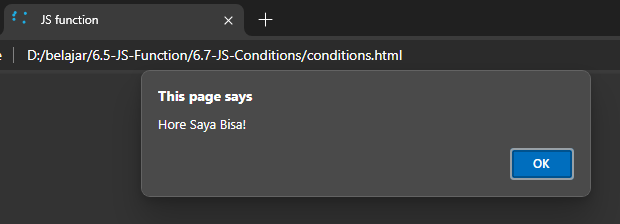 JS function
D:/belajar/6.5-JS-Function/6.7-JS-Conditions/conditions.html
This page says
Hore Saya Bisa!
OK